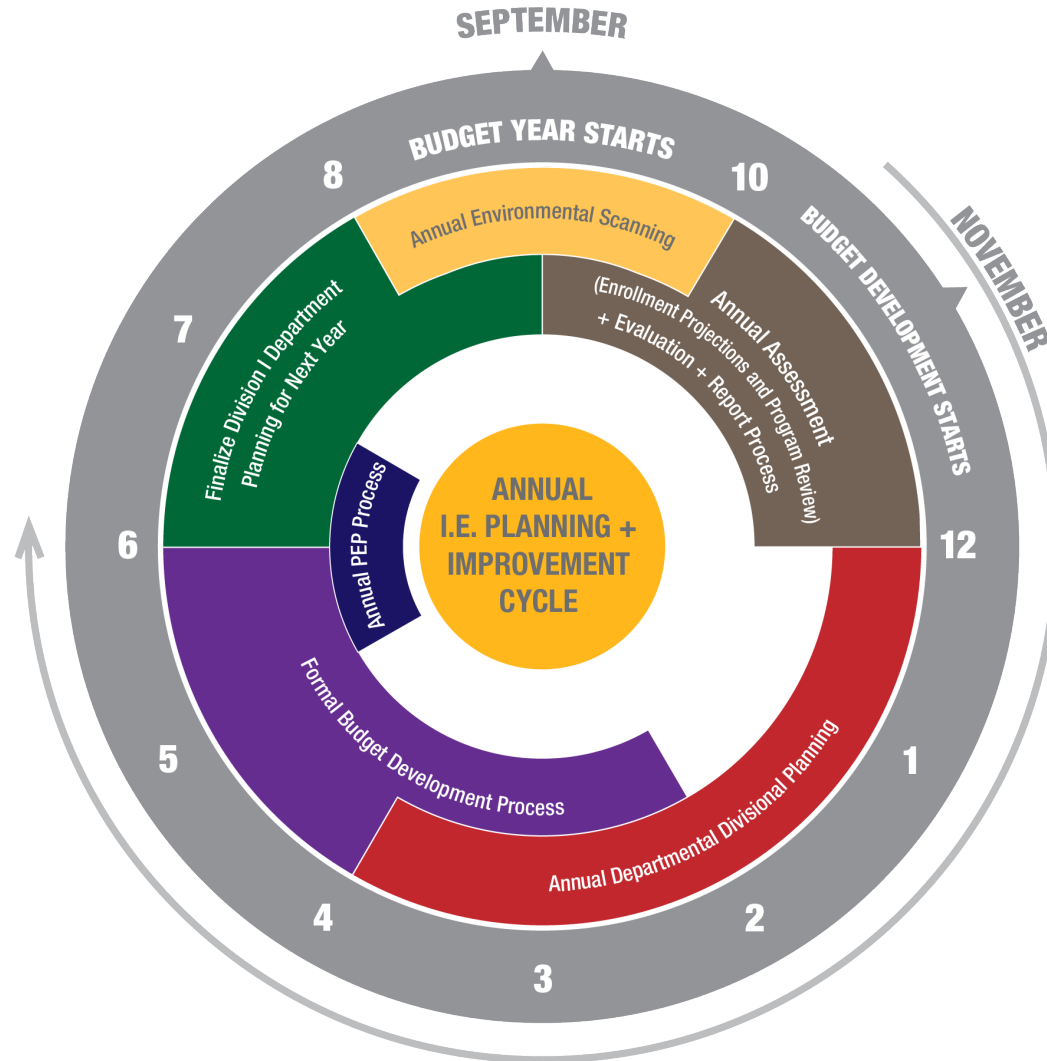 SEPTEMBER
BUDGET YEAR STARTS
8
10
NOVEMBER
BUDGET DEVELOPMENT STARTS
Annual Environmental Scanning
Annual Assessment
(Enrollment Projections and Program Review)
+ Evaluation + Report Process
Finalize Division I Department
Planning for Next Year
7
Annual PEP Process
ANNUAL
I.E. PLANNING +
IMPROVEMENT
CYCLE
6
12
Formal Budget Development Process
Annual Departmental Divisional Planning
5
1
4
2
3